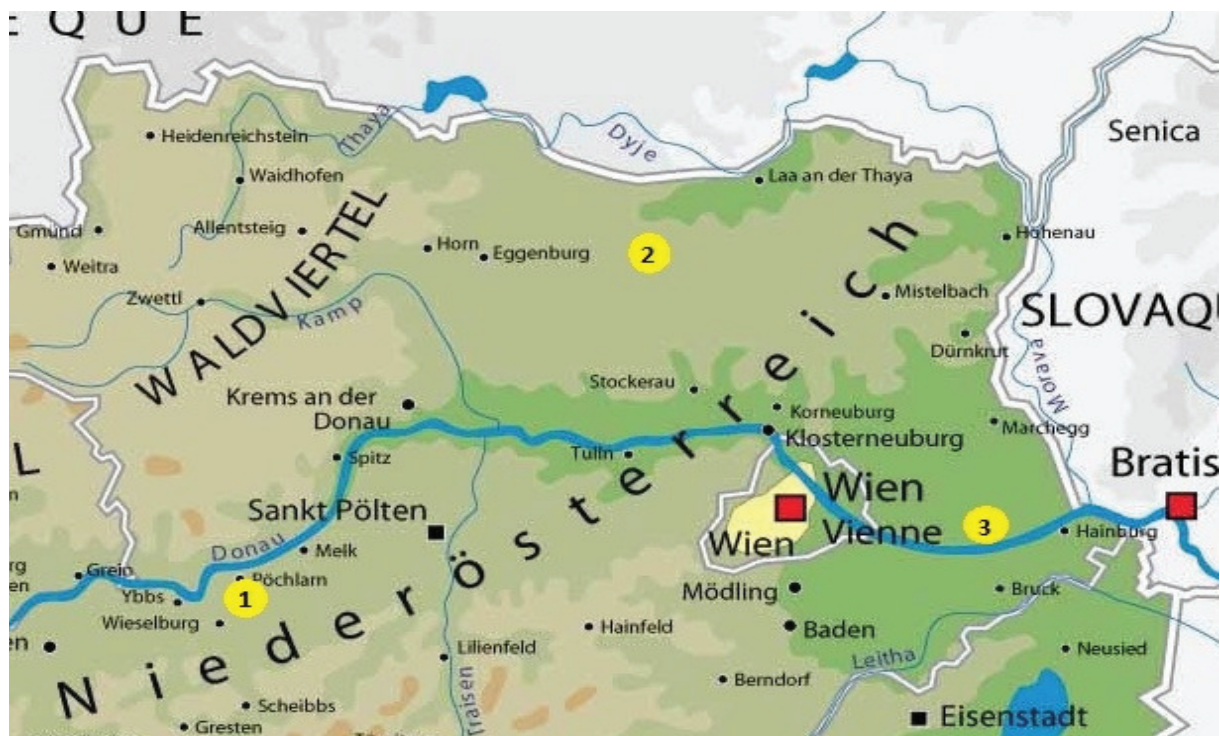 ÈQUE
Thaya
Dyje
Senica
Heidenreichstein
Waidhofen
Laa an der Thaya
Gmünd
Allentsteig
Horn
Eggenburg
2
Hohenau
Weitra
Zwettl
WALDVIERTEL
Kamp
Mistelbach
SLOVAQU
Dürnkrut
Morava
Stockerau
Krems an der
Donau
Korneuburg
Klosterneuburg
Marchegg
L
Spitz
Tulln
Bratis
Wien
Vienne
Wien
Sankt Pölten
3
Hainburg
Donau
Melk
Grein
Pöchlarn
Ybbs
1
Wieselburg
Mödling
Bruck
en
Niederösterreich
Hainfeld
Baden
Leitha
Neusied
Lilienfeld
Traisen
Berndorf
Scheibbs
Gresten
Eisenstadt